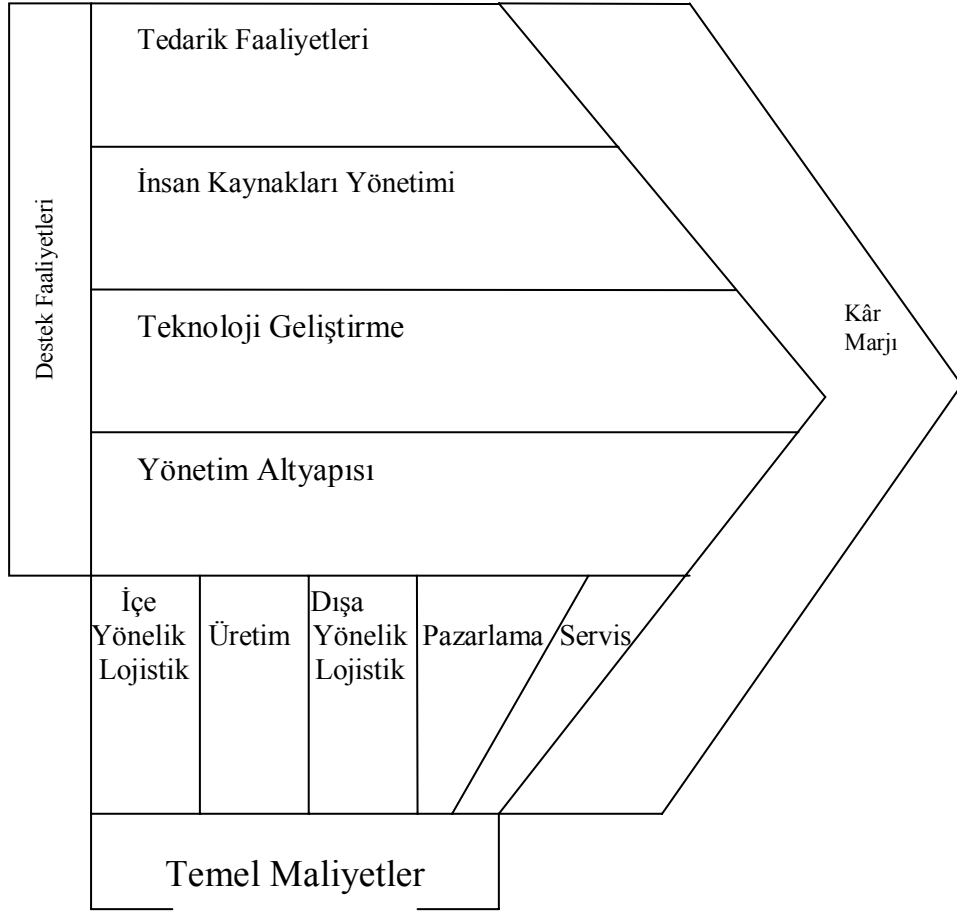 Tedarik Faaliyetleri
İnsan Kaynakları Yönetimi
Teknoloji Geliştirme
Yönetim Altyapısı
Destek Faaliyetleri
Kâr
Marjı
İçe
Yönelik
Lojistik
Üretim
Dışa
Yönelik
Lojistik
Pazarlama
Servis
Temel Maliyetler